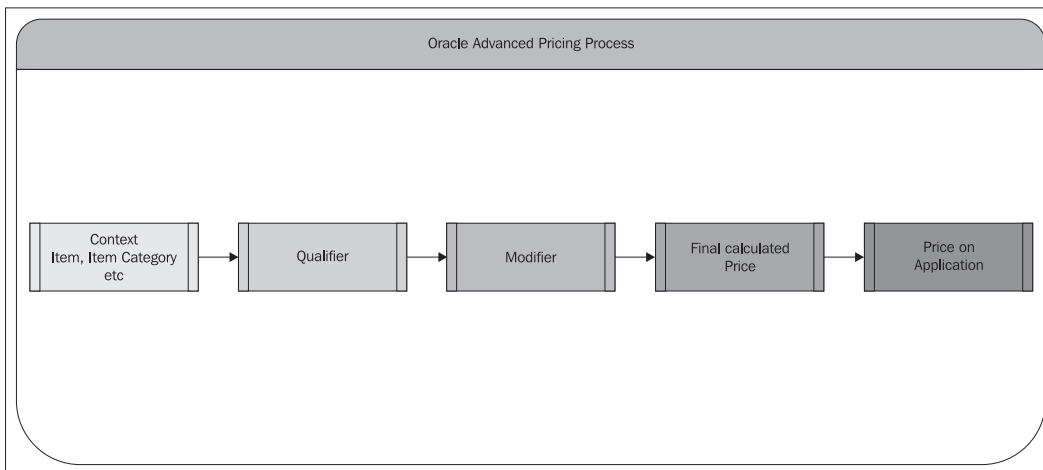 Oracle Advanced Pricing Process
Context
Item, Item Category
etc
Qualifier
Modifier
Final calculated
Price
Price on
Application